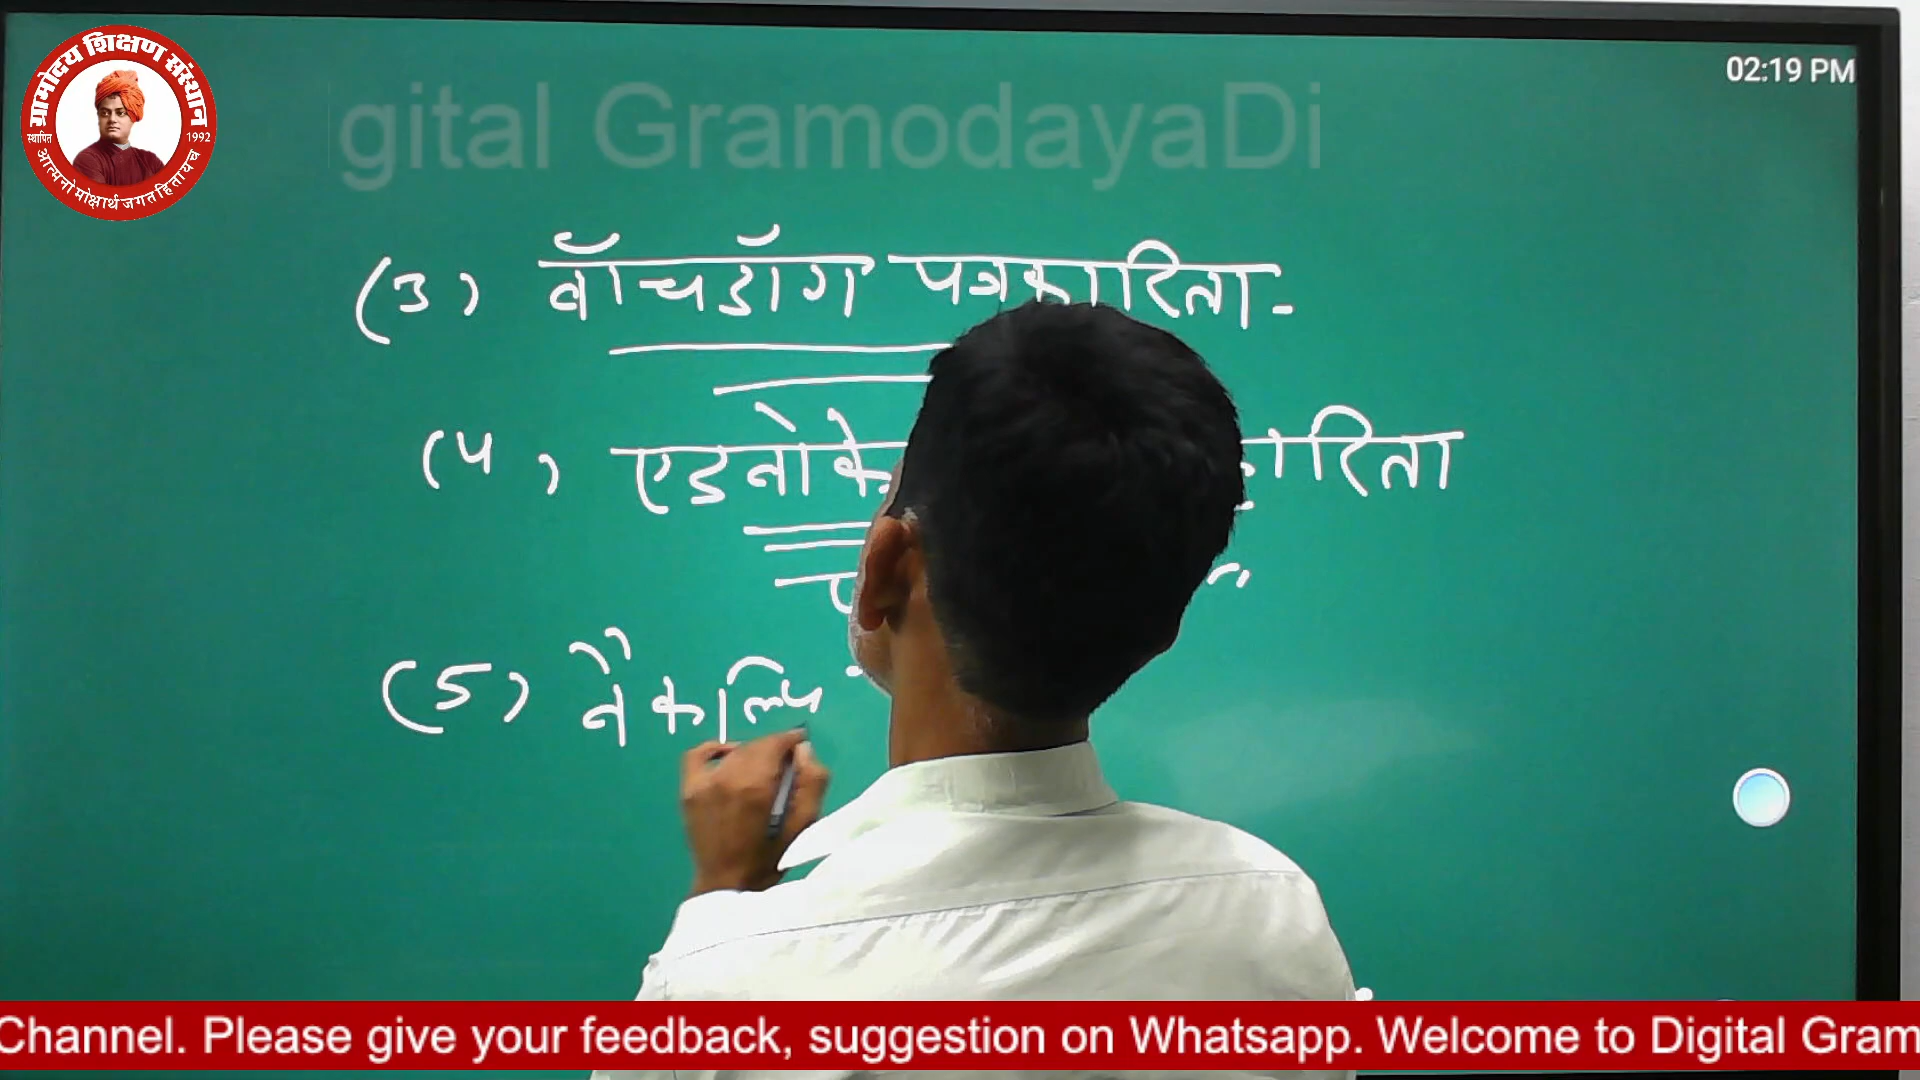 ग्रामोदय शिक्षण संस्थान
स्थापित 1992
आत्मनो मोक्षार्थ जगत हिताय च
02:19 PM
gital GramodayaDi
(3) वॉचडॉग पत्रकारिता-
(4)
(5) वैकल्पि
Channel. Please give your feedback, suggestion on Whatsapp. Welcome to Digital Gram